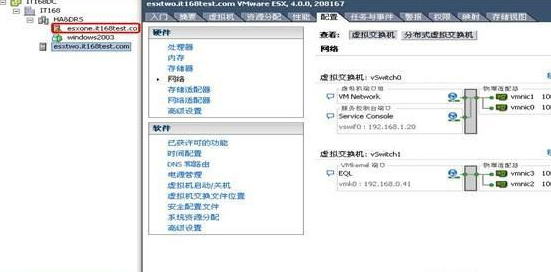 IT168DC
IT168
HA&DRS
esxone.it168test.co
windows2003
esxtwo.it168test.com
esxtwo.it168test.com VMware ESX, 4.0.0, 208167
入门 摘要 虚拟机 资源分配 性能 配置 任务与事件 警报 权限 映射 存储视图
硬件
处理器
内存
存储器
网络
存储适配器
网络适配器
高级设置
软件
已获许可的功能
时间配置
DNS 和路由
电源管理
虚拟机启动/关机
虚拟机交换文件位置
安全配置文件
系统资源分配
高级设置
查看: 虚拟交换机 分布式虚拟交换机
网络
虚拟交换机: vSwitch0
虚拟机端口组
VM Network
服务控制台端口
Service Console
vswif0 : 192.168.1.20
物理适配器
vmnic1 100
vmnic0 100
虚拟交换机: vSwitch1
VMkernel 端口
EQL
vmk0 : 192.168.0.41
物理适配器
vmnic3 100
vmnic2 100